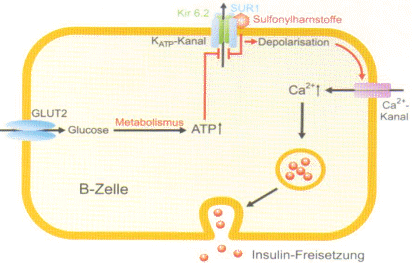 Kir 6.2
SUR1
Sulfonylharnstoffe
KATP-Kanal
Depolarisation
Ca2+↑
Ca2+-
Kanal
GLUT2
Glucose
Metabolismus
ATP↑
B-Zelle
Insulin-Freisetzung